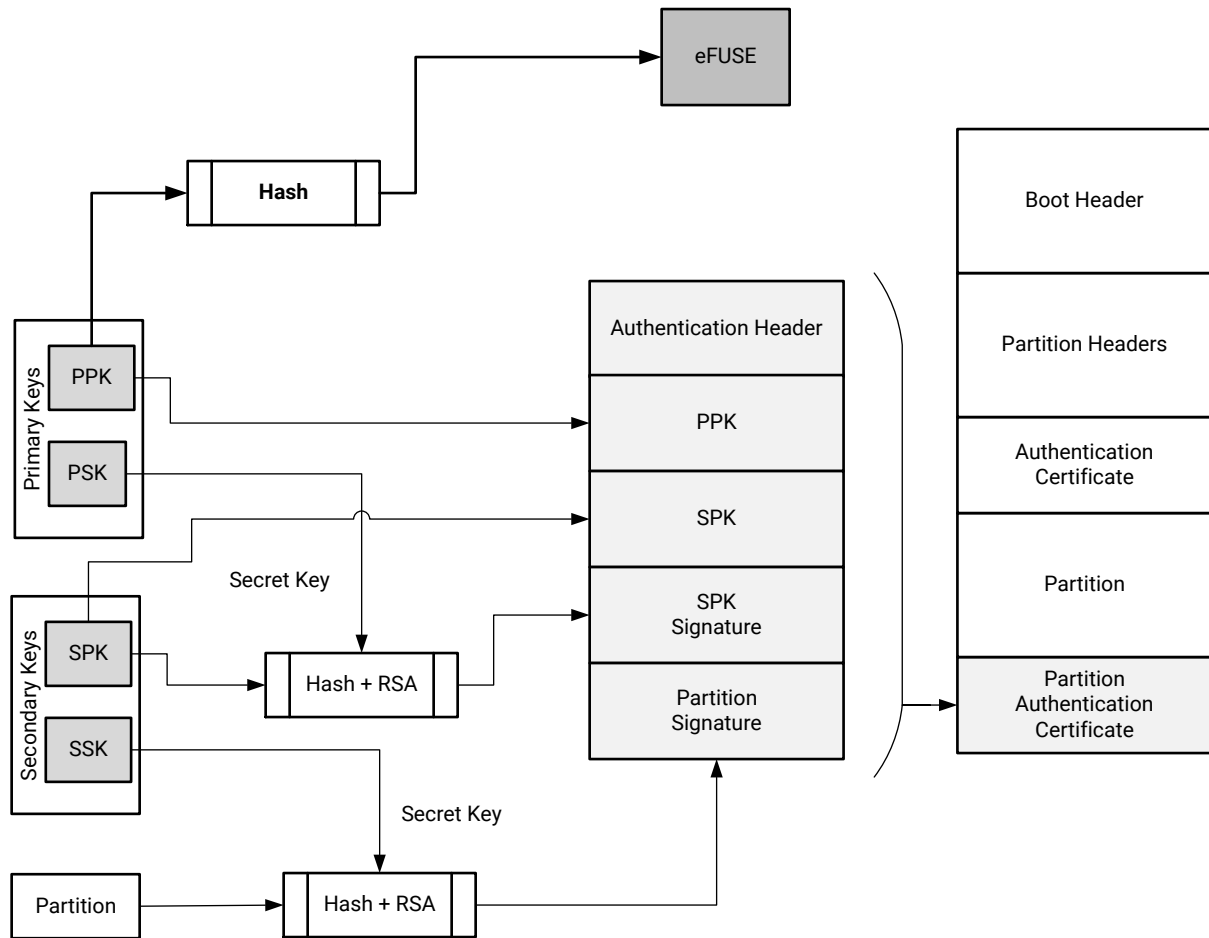 eFUSE
Hash
Boot Header
Partition Headers
Authentication
Certificate
Partition
Partition
Authentication
Certificate
Primary Keys
PPK
PSK
Authentication Header
PPK
SPK
SPK
Signature
Partition
Signature
Secret Key
Secondary Keys
SPK
SSK
Hash + RSA
Secret Key
Partition
Hash + RSA